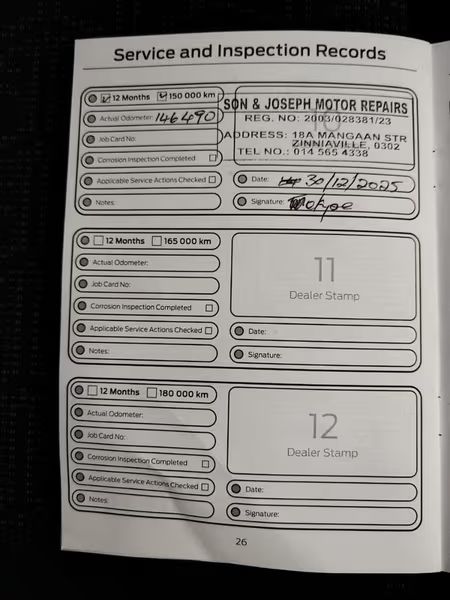 Service and Inspection Records
12 Months 150 000 km
Actual Odometer: 146490
Job Card No:
Corrosion Inspection Completed
Applicable Service Actions Checked
Notes:
10
SON & JOSEPH MOTOR REPAIRS
REG. NO: 2003/028381/23
ADDRESS: 18A MANGAAN STR
ZINNIAVILLE, 0302
TEL NO.: 014 565 4338
Date: 30/12/2025
Signature:
12 Months 165 000 km
Actual Odometer:
Job Card No:
Corrosion Inspection Completed
Applicable Service Actions Checked
Notes:
11
Dealer Stamp
Date:
Signature:
12 Months 180 000 km
Actual Odometer:
Job Card No:
Corrosion Inspection Completed
Applicable Service Actions Checked
Notes:
12
Dealer Stamp
Date:
Signature:
26